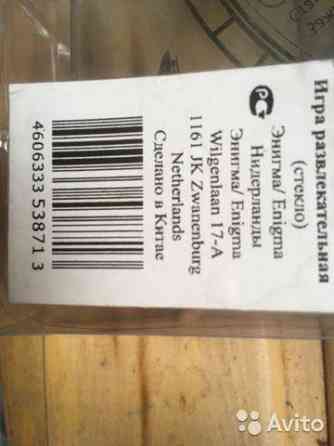 Игра развлекательная
(стекло)
Энигма/ Enigma
Нидерланды
Энигма/ Enigma
Wilgenlaan 17-A
1161 JK Zwanenburg
Netherlands
Сделано в Китае
4606333 53871 3
Avito